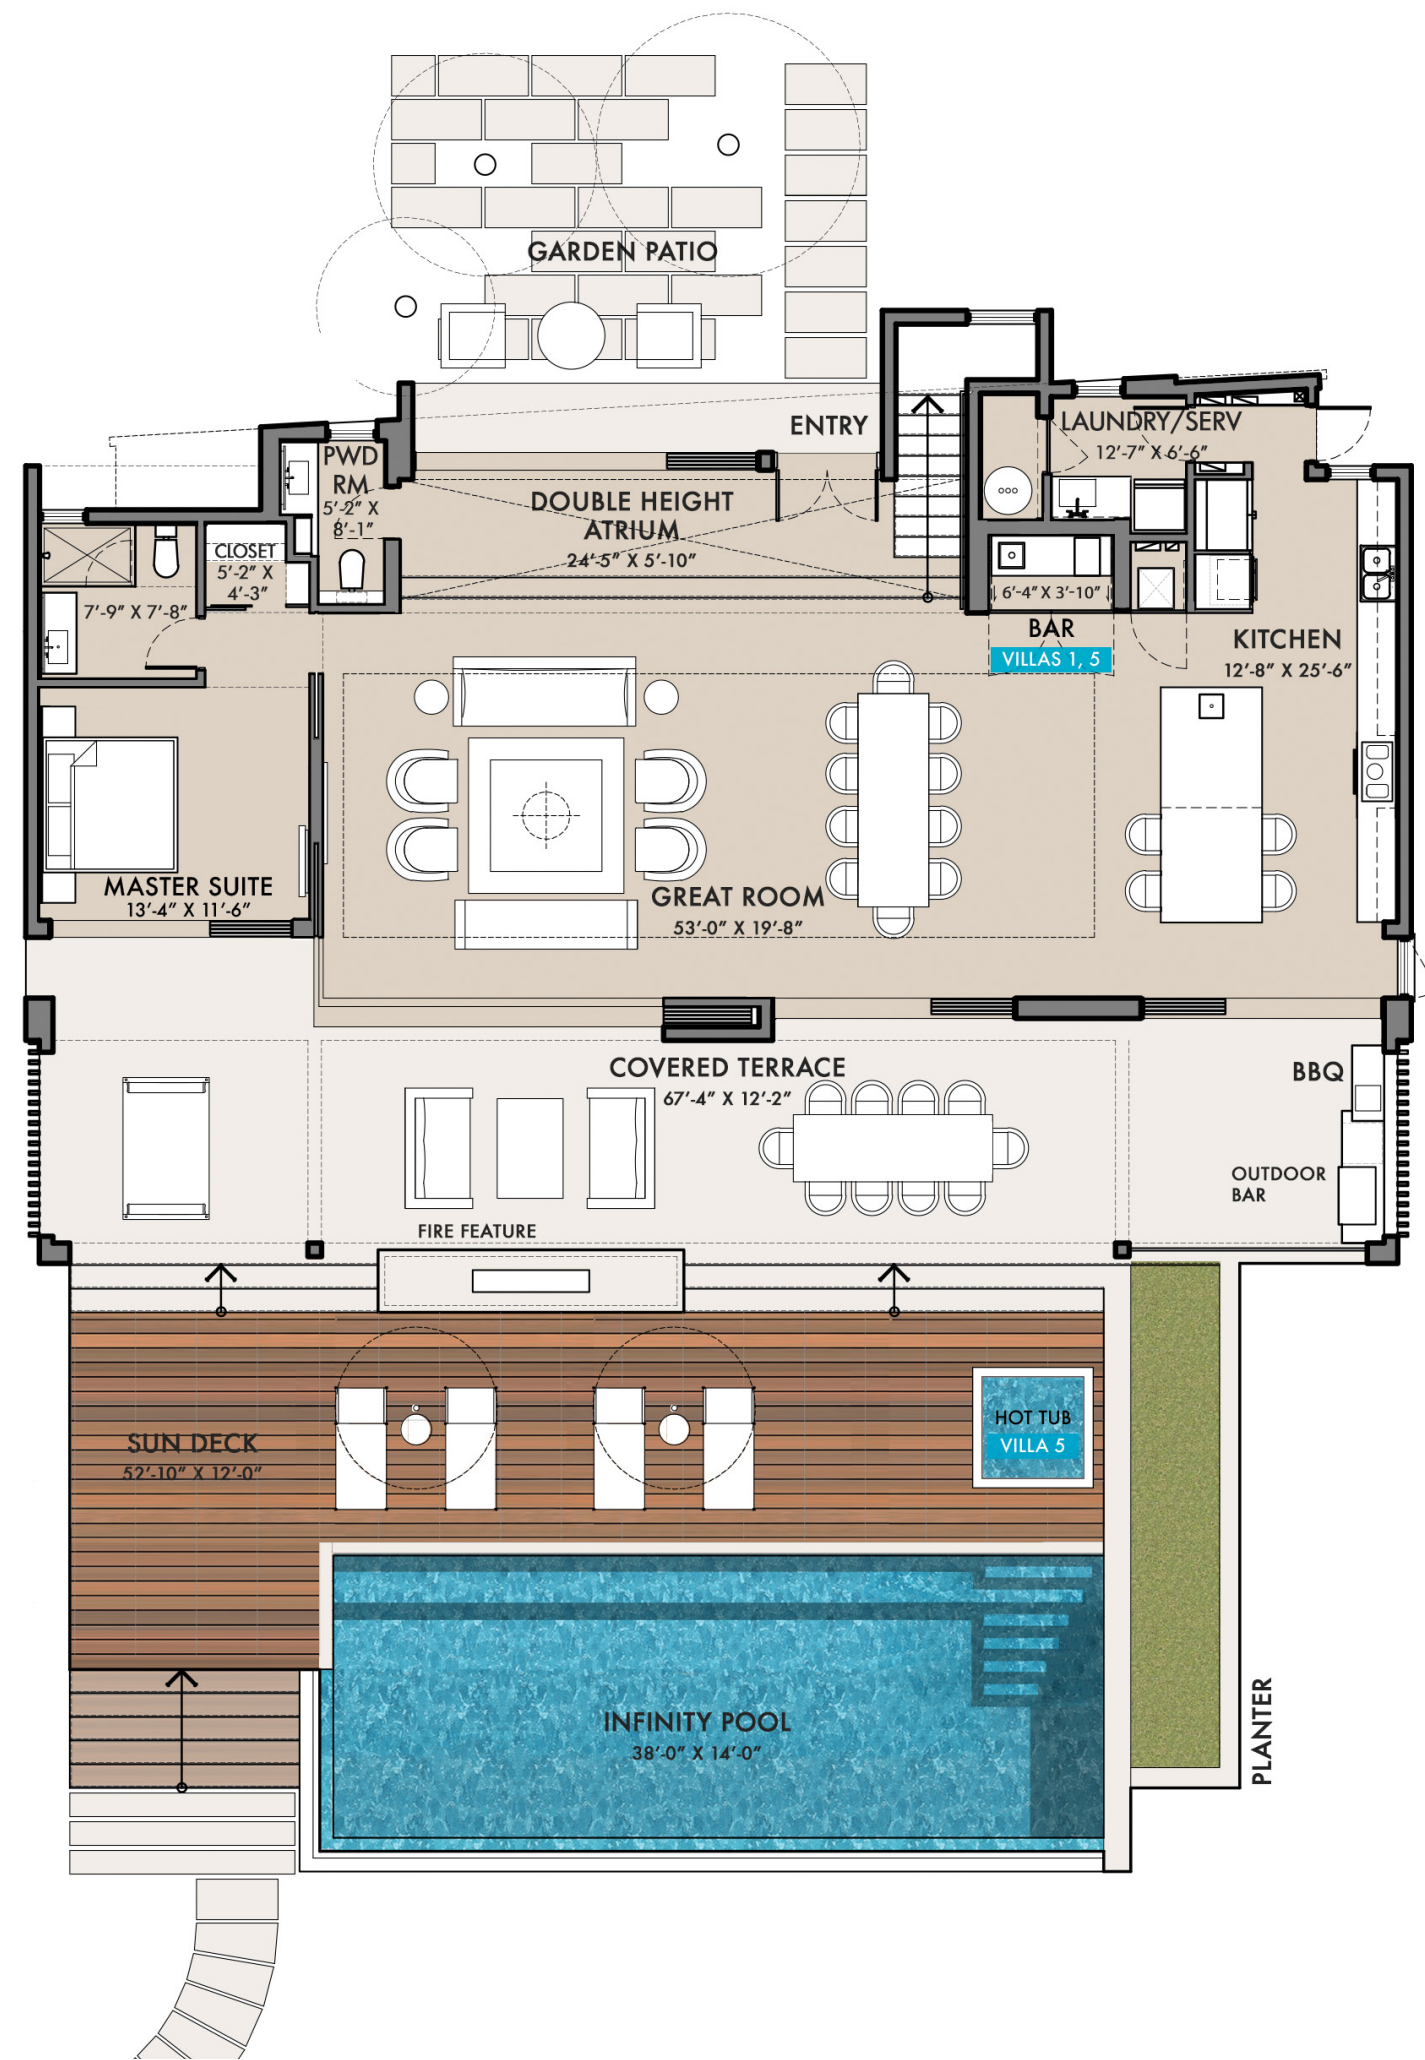 GARDEN PATIO
ENTRY
LAUNDRY/SERV
12'-7" X 6'-6"
PWD
RM
5'-2" X
8'-1"
DOUBLE HEIGHT
ATRIUM
24'-5" X 5'-10"
CLOSET
5'-2" X
4'-3"
7'-9" X 7'-8"
6'-4" X 3'-10"
BAR
VILLAS 1, 5
KITCHEN
12'-8" X 25'-6"
MASTER SUITE
13'-4" X 11'-6"
GREAT ROOM
53'-0" X 19'-8"
COVERED TERRACE
67'-4" X 12'-2"
BBQ
OUTDOOR
BAR
FIRE FEATURE
HOT TUB
VILLA 5
SUN DECK
52'-10" X 12'-0"
INFINITY POOL
38'-0" X 14'-0"
PLANTER